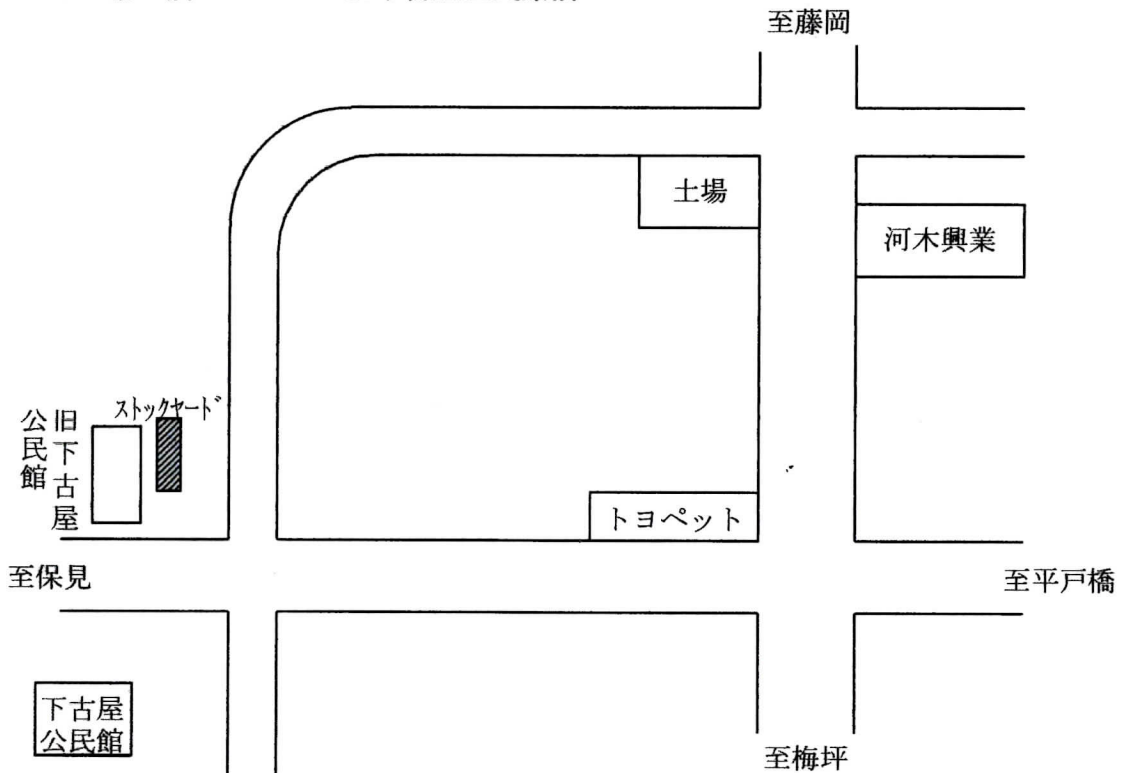 至藤岡
土場
河木興業
ストックヤード
旧下古屋
公民館
トヨペット
至保見
至平戸橋
下古屋
公民館
至梅坪